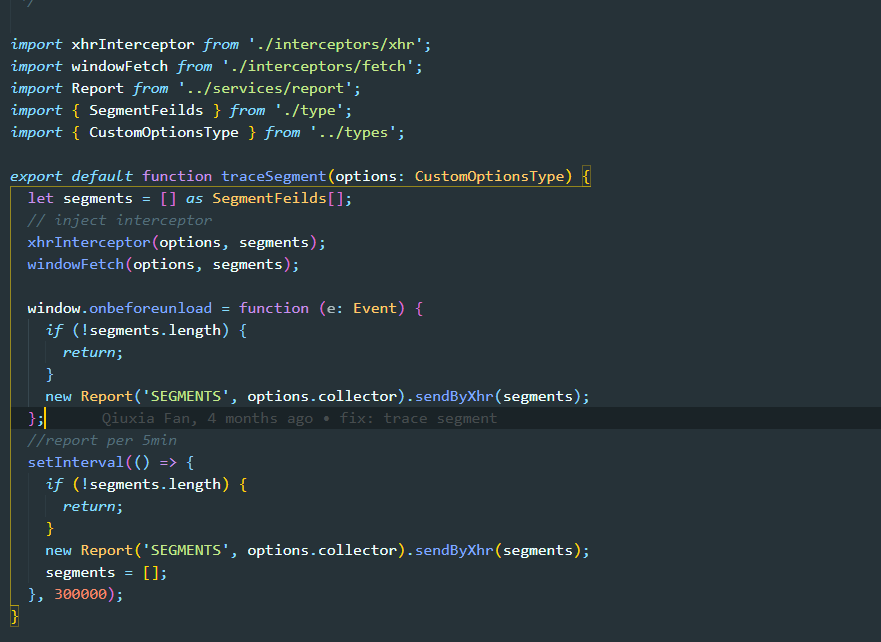 */
import xhrInterceptor from './interceptors/xhr';
import windowFetch from './interceptors/fetch';
import Report from '../services/report';
import { SegmentFeilds } from './type';
import { CustomOptionsType } from '../types';
export default function traceSegment(options: CustomOptionsType) {
let segments = [] as SegmentFeilds[];
// inject interceptor
xhrInterceptor(options, segments);
windowFetch(options, segments);
window.onbeforeunload = function (e: Event) {
if (!segments.length) {
return;
}
new Report('SEGMENTS', options.collector).sendByXhr(segments);
}; Qiuxia Fan, 4 months ago • fix: trace segment
//report per 5min
setInterval(() => {
if (!segments.length) {
return;
}
new Report('SEGMENTS', options.collector).sendByXhr(segments);
segments = [];
}, 300000);
}